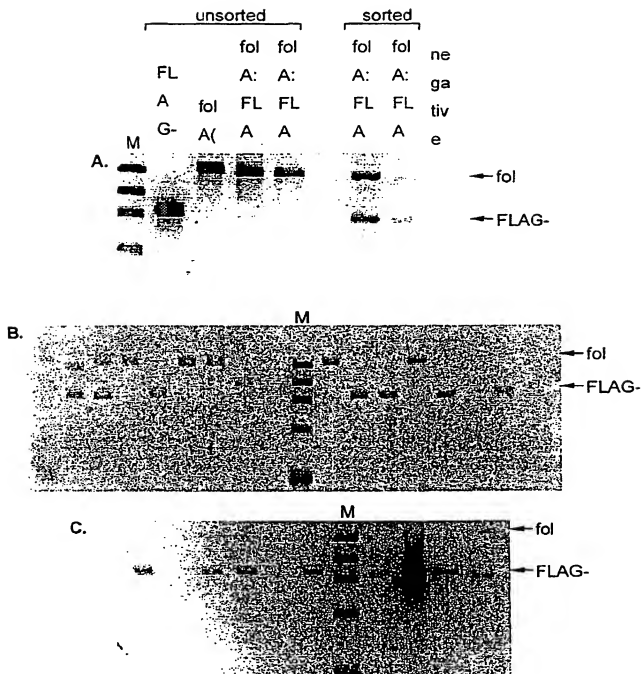 unsorted
sorted
fol fol fol fol ne
FL A: A: A: A: ga
A fol FL FL FL FL tiv
M G- A( A A A A e
A.
fol
FLAG-
M
B.
fol
FLAG-
M
C.
fol
FLAG-